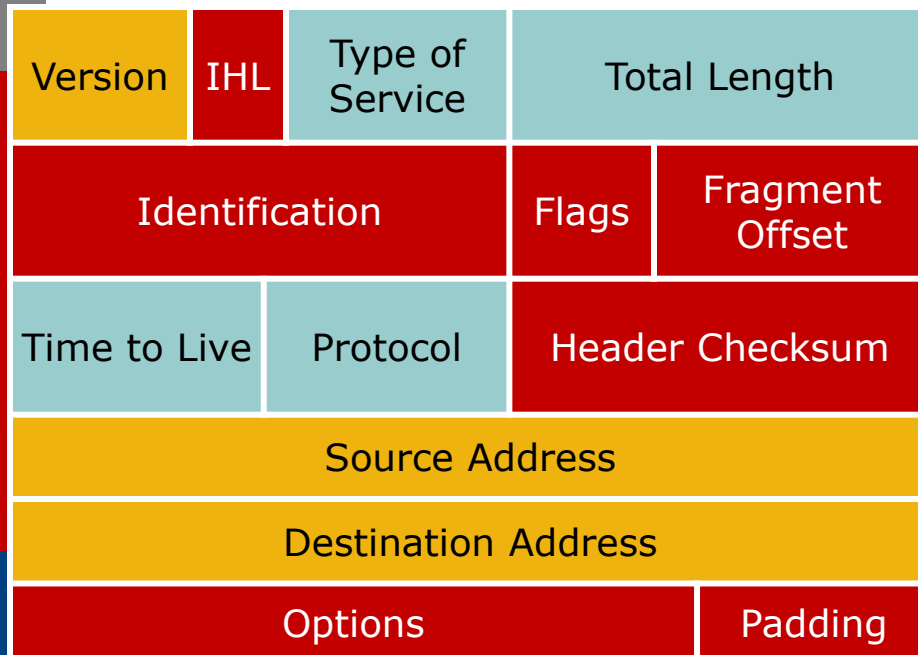 Version IHL Type of Service Total Length
Identification Flags Fragment Offset
Time to Live Protocol Header Checksum
Source Address
Destination Address
Options Padding